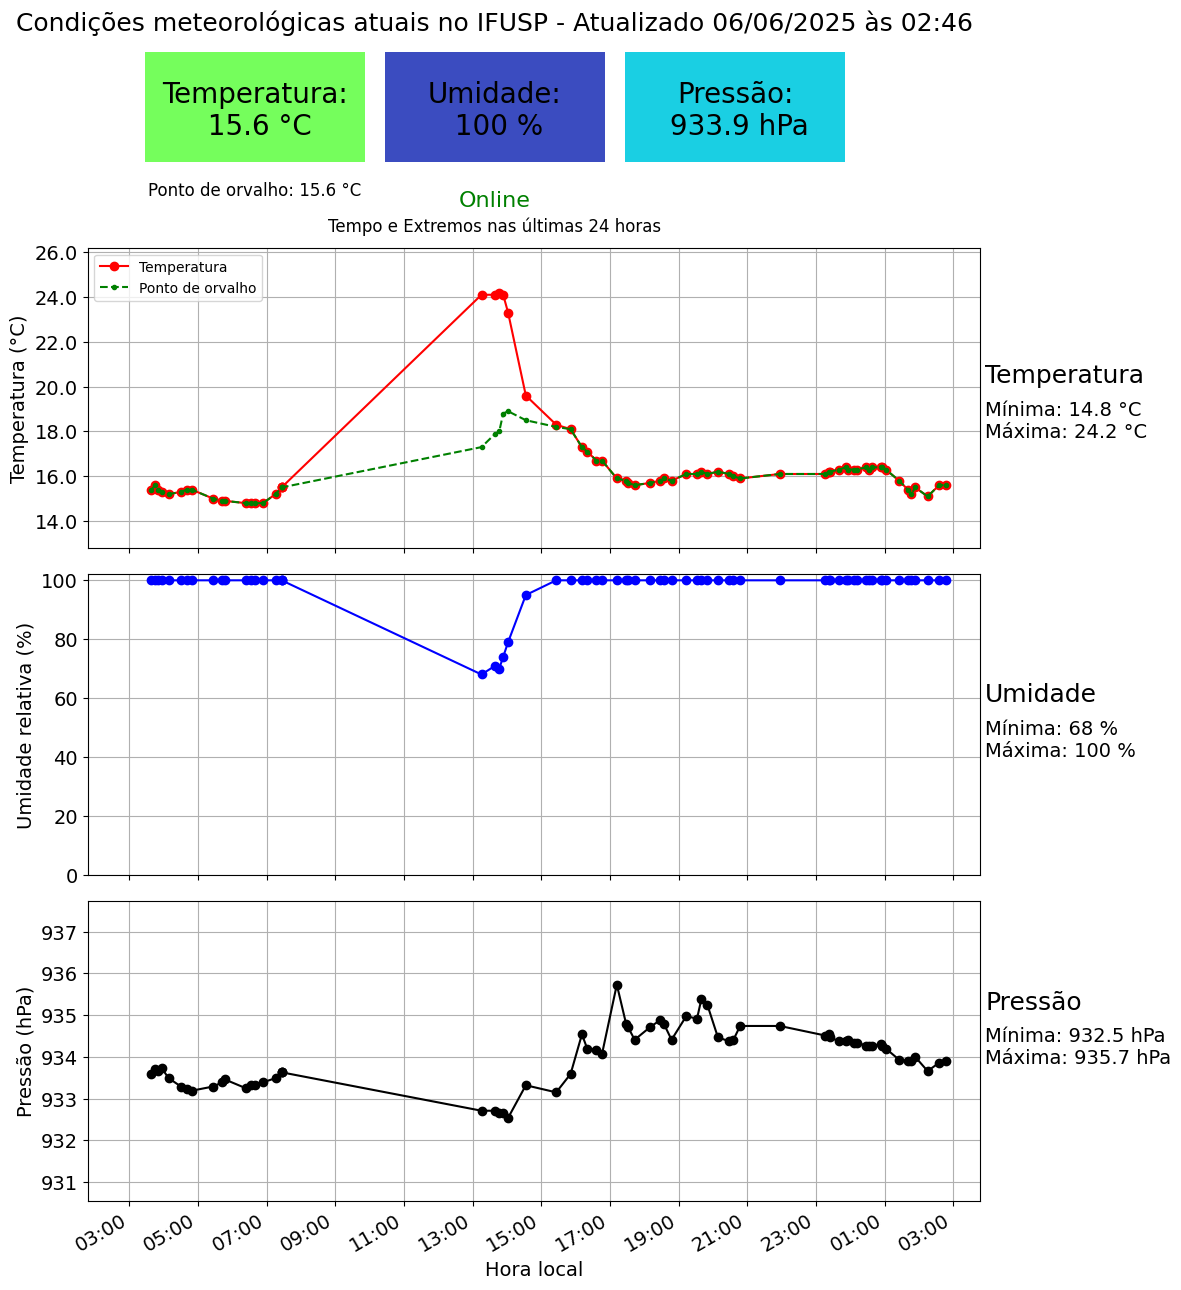 Condições meteorológicas atuais no IFUSP - Atualizado 06/06/2025 às 02:46
Temperatura:
15.6 °C
Umidade:
100 %
Pressão:
933.9 hPa
Ponto de orvalho: 15.6 °C
Online
Tempo e Extremos nas últimas 24 horas
Temperatura (°C)
26.0
24.0
22.0
20.0
18.0
16.0
14.0
Temperatura
Ponto de orvalho
Temperatura
Mínima: 14.8 °C
Máxima: 24.2 °C
Umidade relativa (%)
100
80
60
40
20
0
Umidade
Mínima: 68 %
Máxima: 100 %
Pressão (hPa)
937
936
935
934
933
932
931
Pressão
Mínima: 932.5 hPa
Máxima: 935.7 hPa
03:00
05:00
07:00
09:00
11:00
13:00
15:00
17:00
19:00
21:00
23:00
01:00
03:00
Hora local